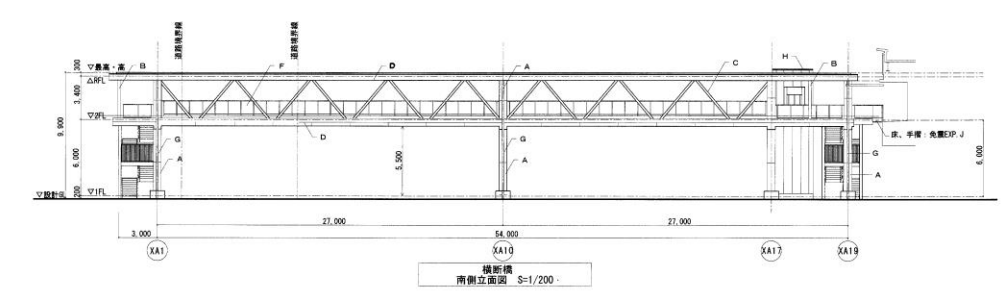 道路境界線
道路境界線
▽最高・高
△RFL
▽2FL
▽設計
▽1FL
300
3,400
9,900
6,000
200
B
F
D
A
C
H
B
D
G
A
G
A
G
A
5,500
床、手摺：免震EXP.J
6,000
27,000
27,000
3,000
54,000
XA1
XA10
XA17
XA19
横断橋
南側立面図 S=1/200